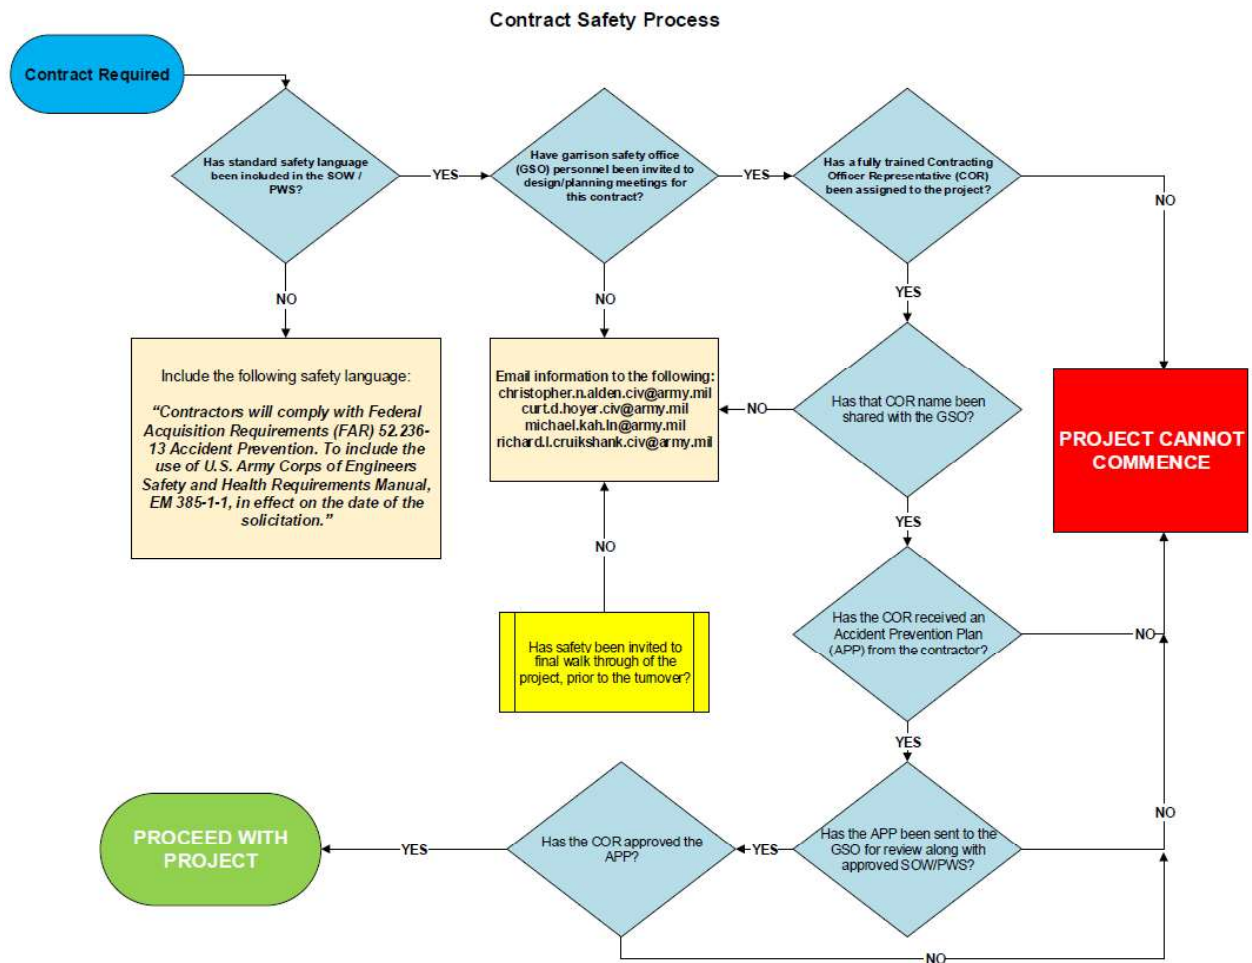 Contract Safety Process
Contract Required
Has standard safety language
been included in the SOW /
PWS?
YES
Have garrison safety office
(GSO) personnel been invited to
design/planning meetings for
this contract?
YES
Has a fully trained Contracting
Officer Representative (COR)
been assigned to the project?
NO
NO
NO
YES
Include the following safety language:
“Contractors will comply with Federal
Acquisition Requirements (FAR) 52.236-
13 Accident Prevention. To include the
use of U.S. Army Corps of Engineers
Safety and Health Requirements Manual,
EM 385-1-1, in effect on the date of the
solicitation.”
Email information to the following:
christopher.n.alden.civ@army.mil
curt.d.hoyer.civ@army.mil
michael.kah.ln@army.mil
richard.l.cruikshank.civ@army.mil
NO
Has that COR name been
shared with the GSO?
PROJECT CANNOT
COMMENCE
YES
NO
Has safety been invited to
final walk through of the
project, prior to the turnover?
Has the COR received an
Accident Prevention Plan
(APP) from the contractor?
NO
YES
PROCEED WITH
PROJECT
YES
Has the COR approved the
APP?
YES
Has the APP been sent to the
GSO for review along with
approved SOW/PWS?
NO
NO